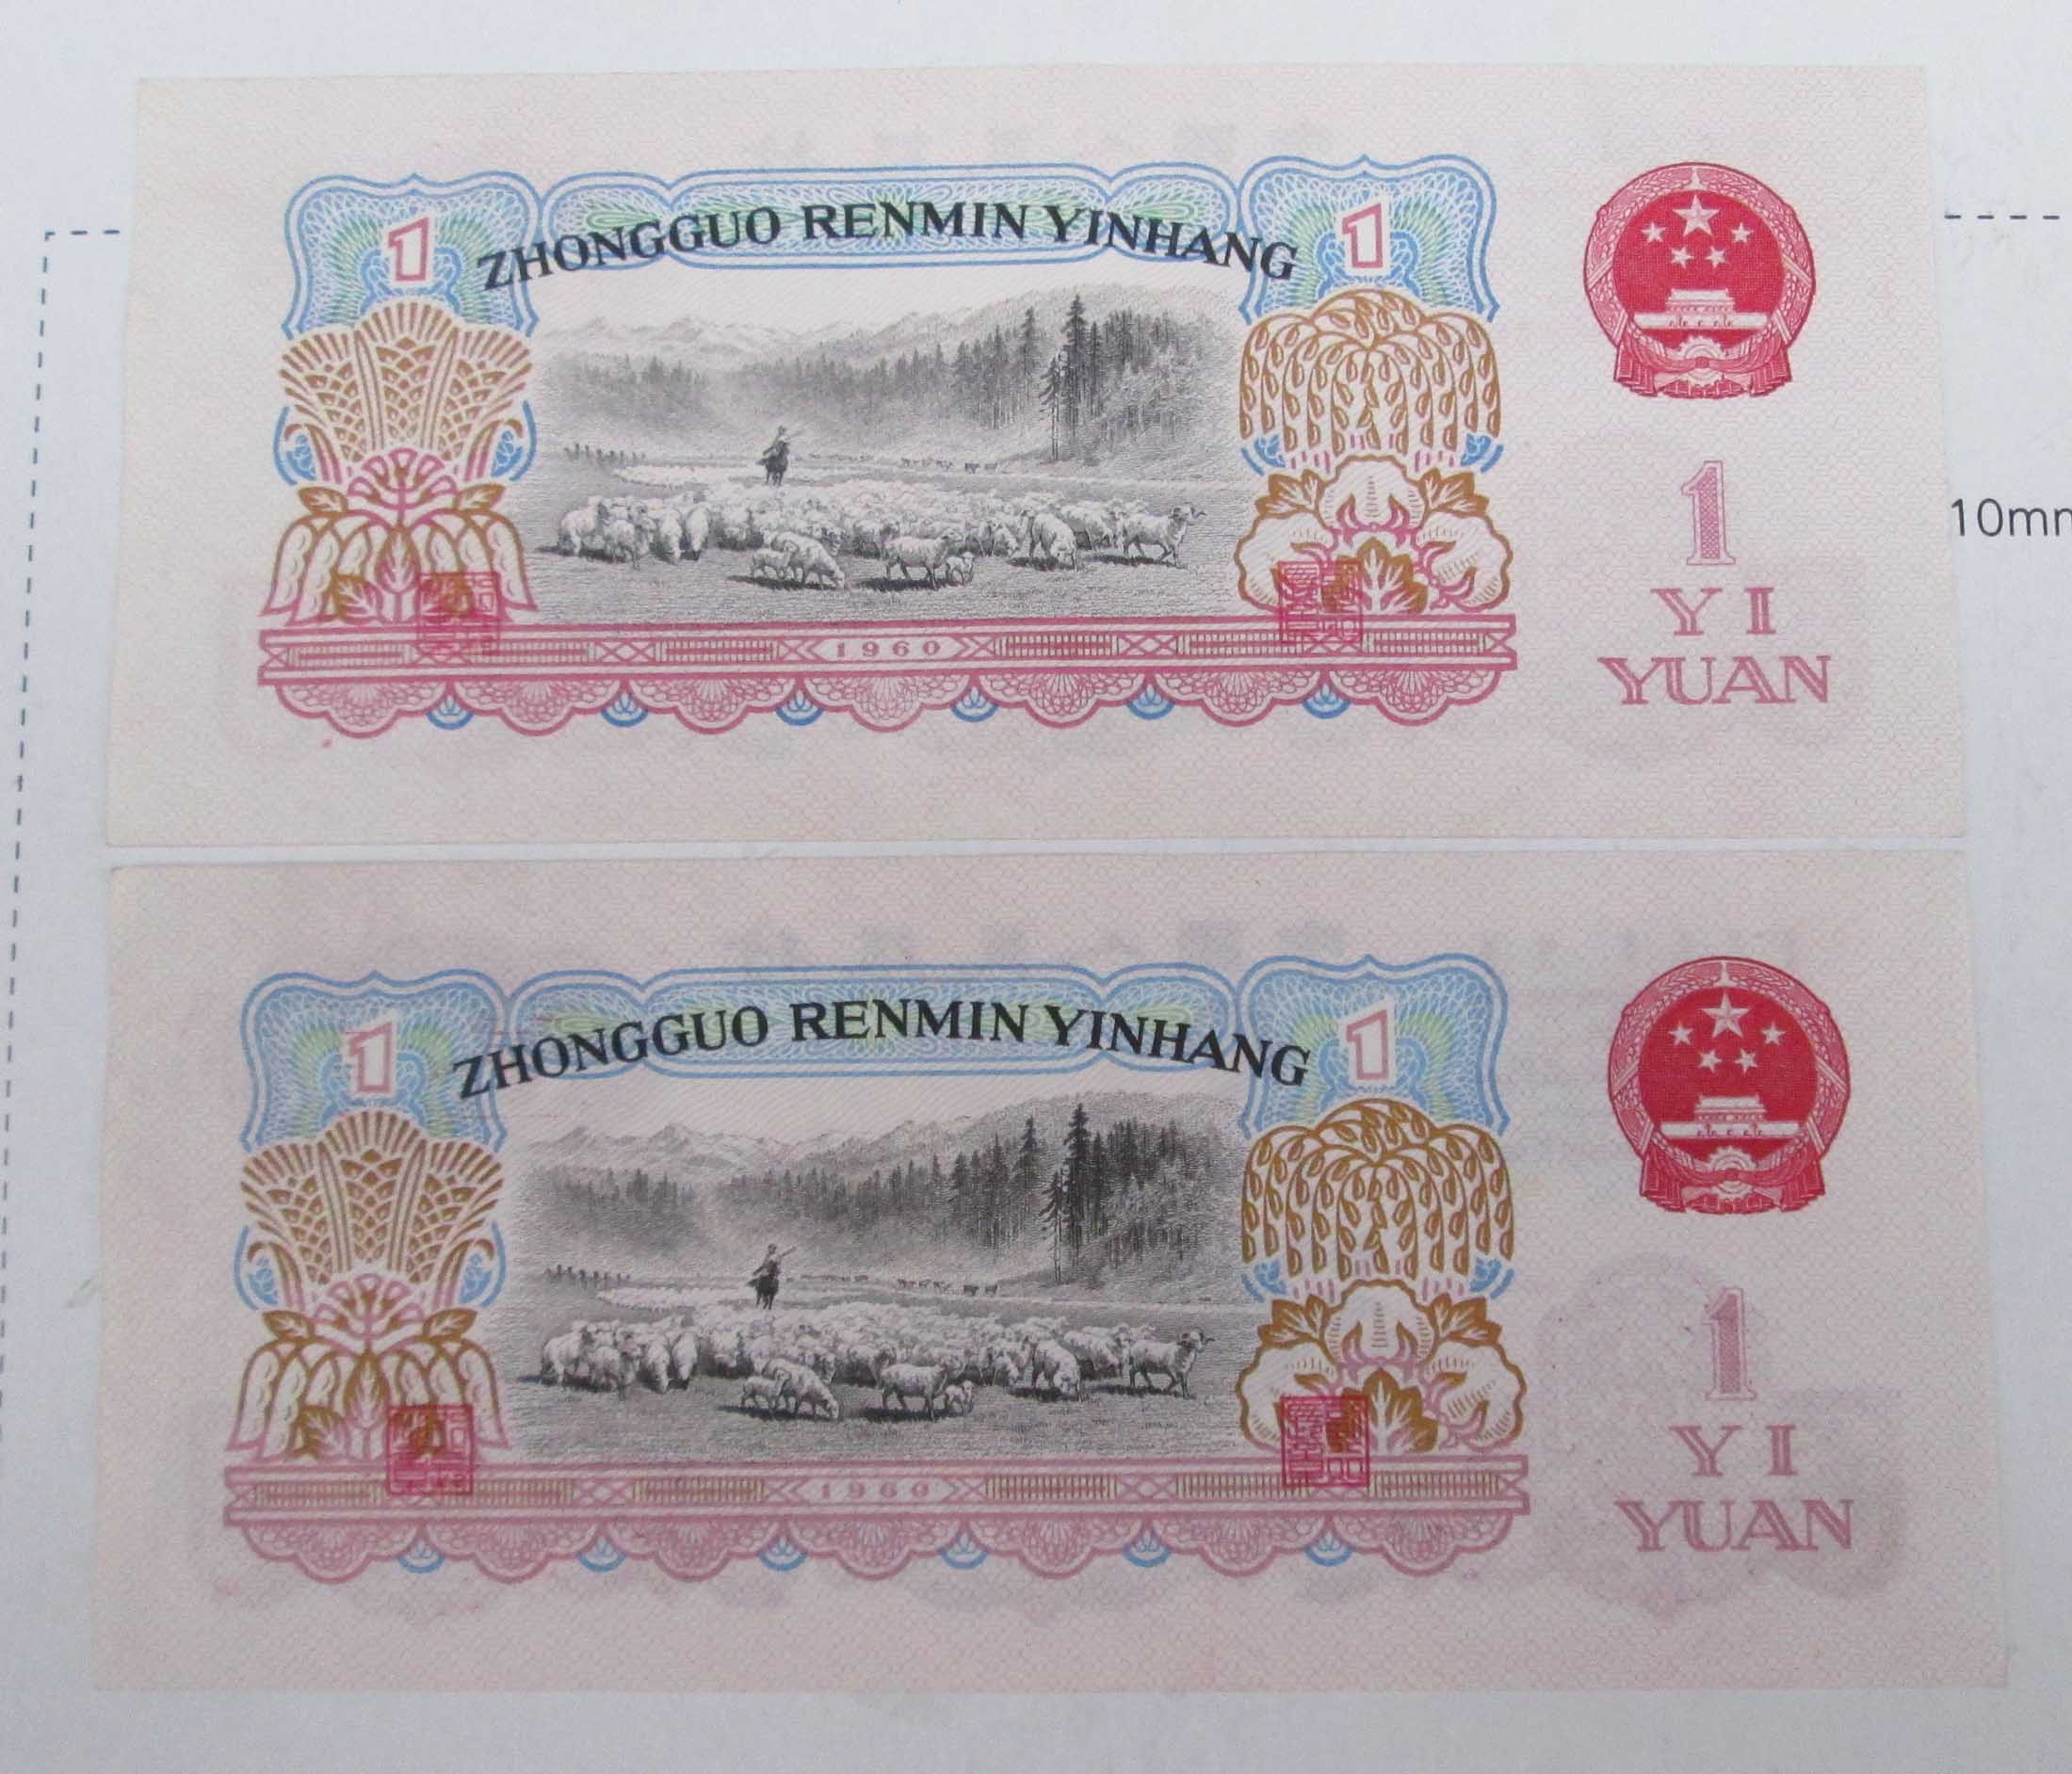 1 ZHONGGUO RENMIN YINHANG 1
1
YI
YUAN
1960
10mm
1 ZHONGGUO RENMIN YINHANG 1
1
YI
YUAN
1960